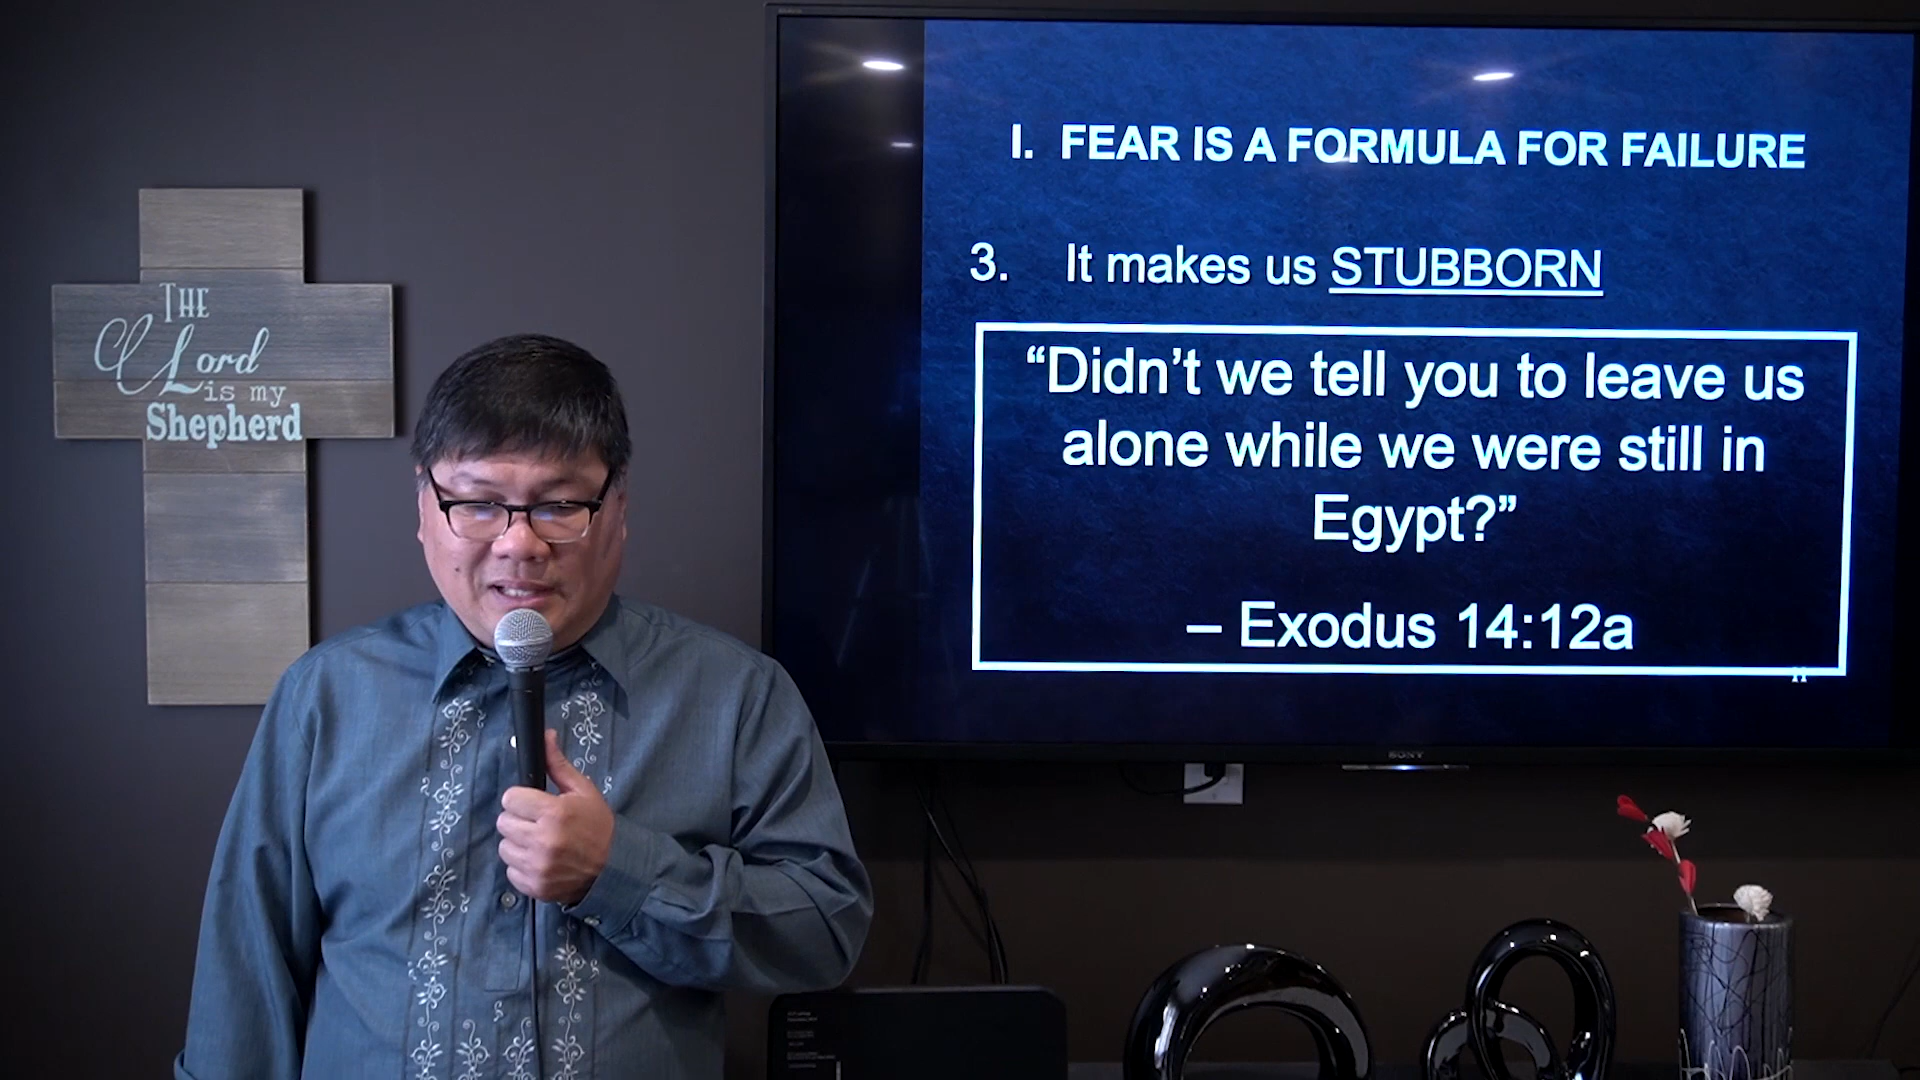 THE
Lord
is my
Shepherd
I. FEAR IS A FORMULA FOR FAILURE
3. It makes us STUBBORN
“Didn’t we tell you to leave us
alone while we were still in
Egypt?”
– Exodus 14:12a
SONY